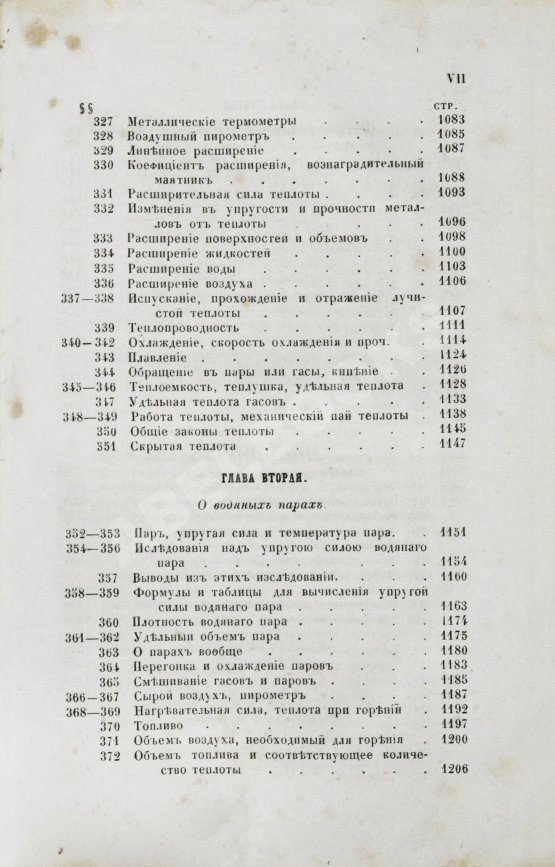 VII
§§ СТР.
327 Металлическіе термометры . . . . 1083
328 Воздушный пирометръ . . . . . 1085
329 Линѣйное расширеніе . . . . . 1087
330 Коефиціентъ расширенія, вознаградительный
маятникъ . . . . . . . 1088
331 Расширительная сила теплоты . . . . 1093
332 Измѣненія въ упругости и прочности метал-
ловъ отъ теплоты . . . . . 1096
333 Расширеніе поверхностей и объемовъ . . 1098
334 Расширеніе жидкостей . . . . . 1100
335 Расширеніе воды . . . . . . 1103
336 Расширеніе воздуха . . . . . . 1106
337—338 Испусканіе, прохожденіе и отраженіе лучи-
стой теплоты . . . . . . 1107
339 Теплопроводность . . . . . . 1111
340—342 Охлажденіе, скорость охлажденія и проч. . 1114
343 Плавленіе . . . . . . . 1124
344 Обращеніе въ пары или гасы, кипѣніе . . 1126
345—346 Теплоемкость, теплушка, удѣльная теплота . 1128
347 Удѣльная теплота гасовъ . . . . . 1133
348—349 Работа теплоты, механическій пай теплоты . 1138
350 Общіе законы теплоты . . . . . 1145
351 Скрытая теплота . . . . . . 1147
ГЛАВА ВТОРАЯ.
О водяныхъ парахъ.
352—353 Паръ, упругая сила и температура пара. . 1151
354—356 Ислѣдованія надъ упругою силою водянаго
пара . . . . . . . 1154
357 Выводы изъ этихъ изслѣдованій. . . . 1160
358—359 Формулы и таблицы для вычисленія упругой
силы водянаго пара . . . . . 1163
360 Плотность водянаго пара . . . . . 1174
361—362 Удѣльный объемъ пара . . . . . 1175
363 О парахъ вообще . . . . . . 1180
364 Перегонка и охлажденіе паровъ . . . 1183
365 Смѣшиваніе гасовъ и паровъ . . . . 1185
366—367 Сырой воздухъ, пирометръ . . . . 1187
368—369 Нагрѣвательная сила, теплота при горѣніи . 1192
370 Топливо . . . . . . . 1197
371 Объемъ воздуха, необходимый для горѣнія . 1200
372 Объемъ топлива и соотвѣтствующее количе-
ство теплоты . . . . . . 1206